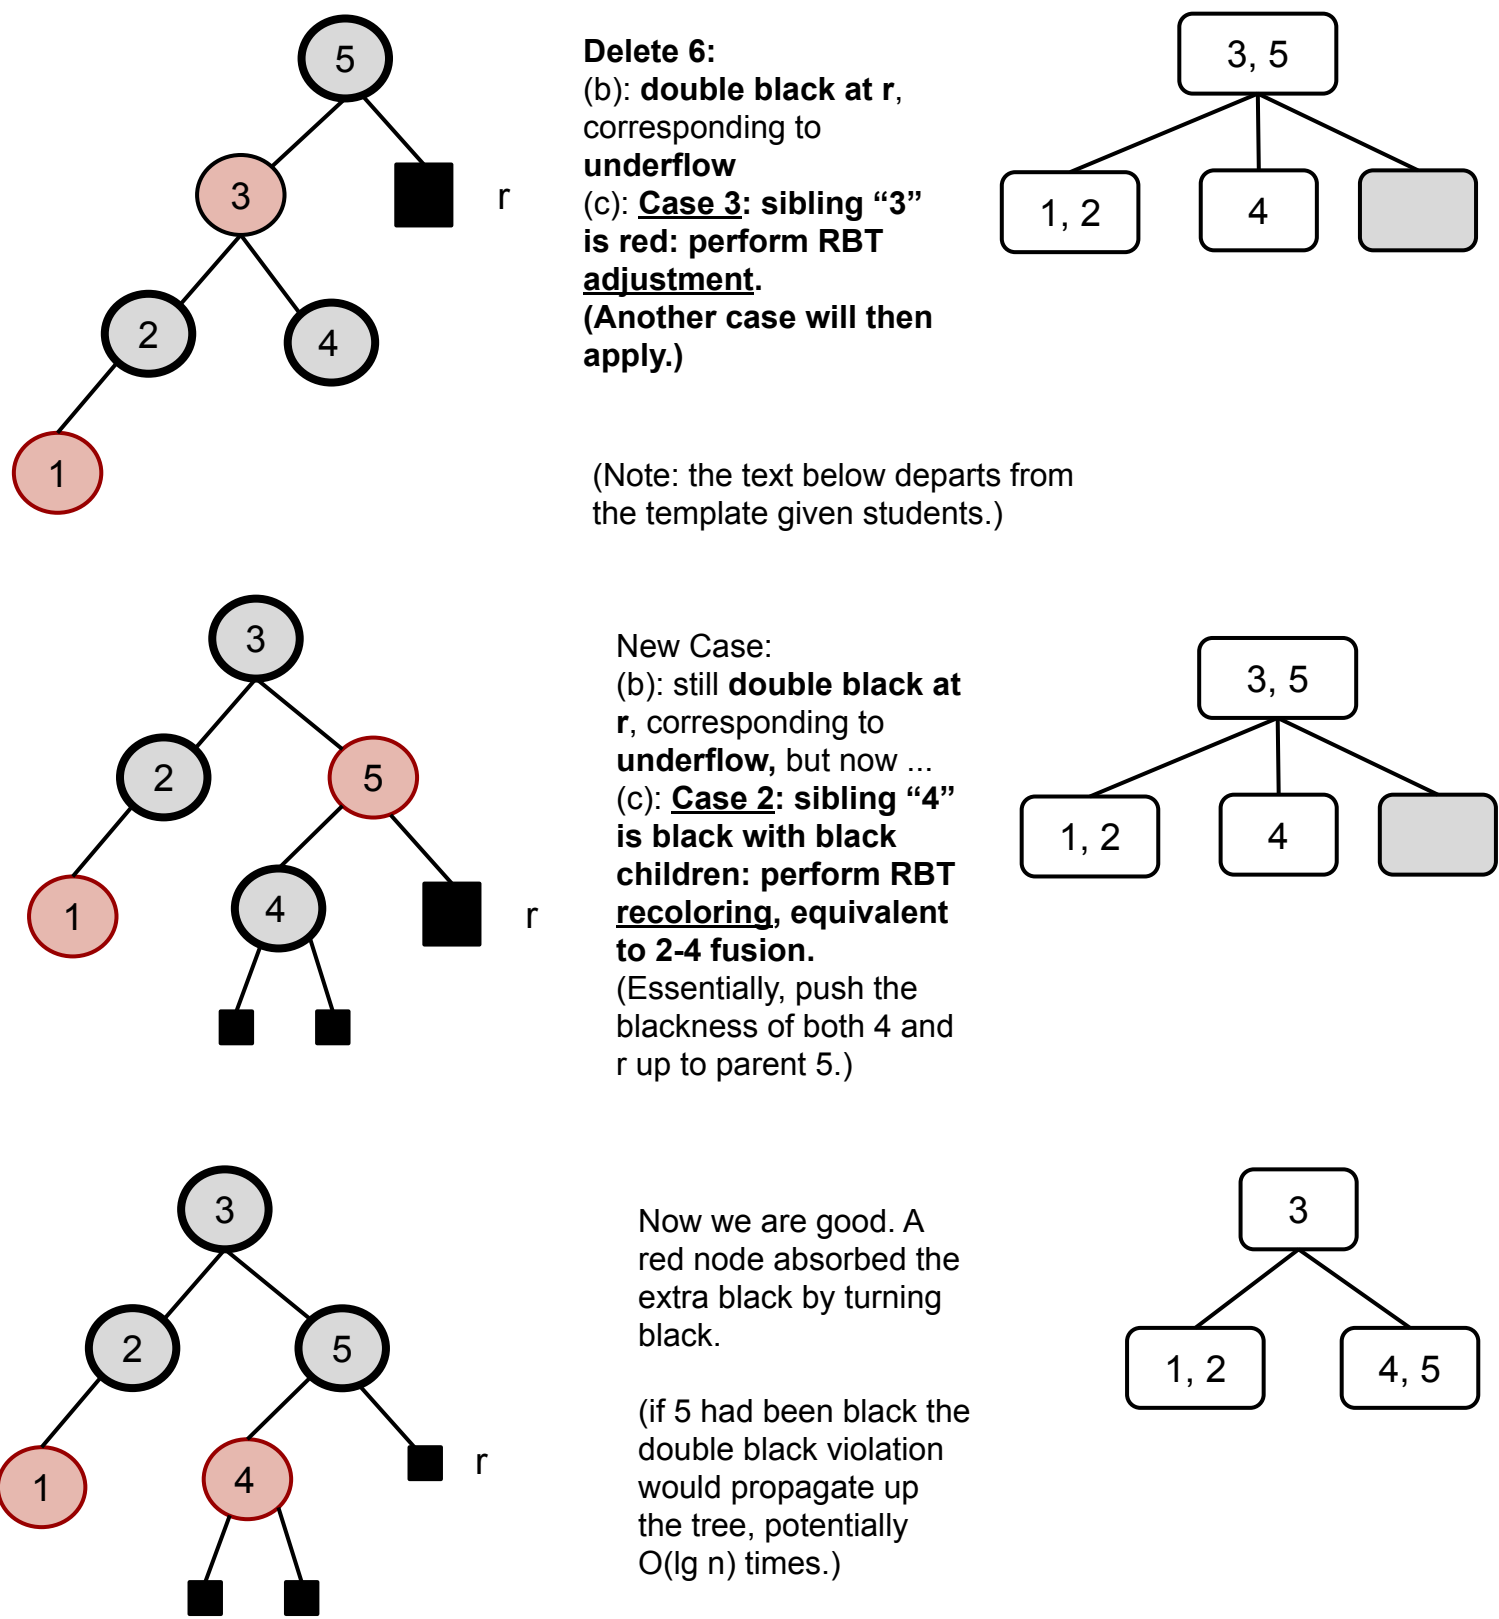 5
3
r
2
4
1
Delete 6:
(b): double black at r,
corresponding to
underflow
(c): Case 3: sibling “3”
is red: perform RBT
adjustment.
(Another case will then
apply.)
3, 5
1, 2
4
(Note: the text below departs from
the template given students.)
3
2
5
1
4
r
New Case:
(b): still double black at
r, corresponding to
underflow, but now ...
(c): Case 2: sibling “4”
is black with black
children: perform RBT
recoloring, equivalent
to 2-4 fusion.
(Essentially, push the
blackness of both 4 and
r up to parent 5.)
3, 5
1, 2
4
3
2
5
1
4
r
Now we are good. A
red node absorbed the
extra black by turning
black.
(if 5 had been black the
double black violation
would propagate up
the tree, potentially
O(lg n) times.)
3
1, 2
4, 5